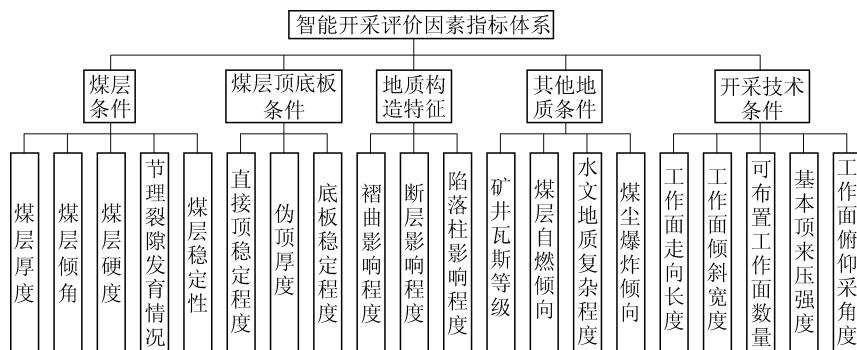 智能开采评价因素指标体系
煤层
条件
煤层顶底板
条件
地质构
造特征
其他地
质条件
开采技术
条件
煤层厚度
煤层倾角
煤层硬度
节理裂隙发育情况
煤层稳定性
直接顶稳定程度
伪顶厚度
底板稳定程度
褶曲影响程度
断层影响程度
陷落柱影响程度
矿井瓦斯等级
煤层自燃倾向
水文地质复杂程度
煤尘爆炸倾向
工作面走向长度
工作面倾斜宽度
可布置工作面数量
基本顶来压强度
工作面俯仰采角度